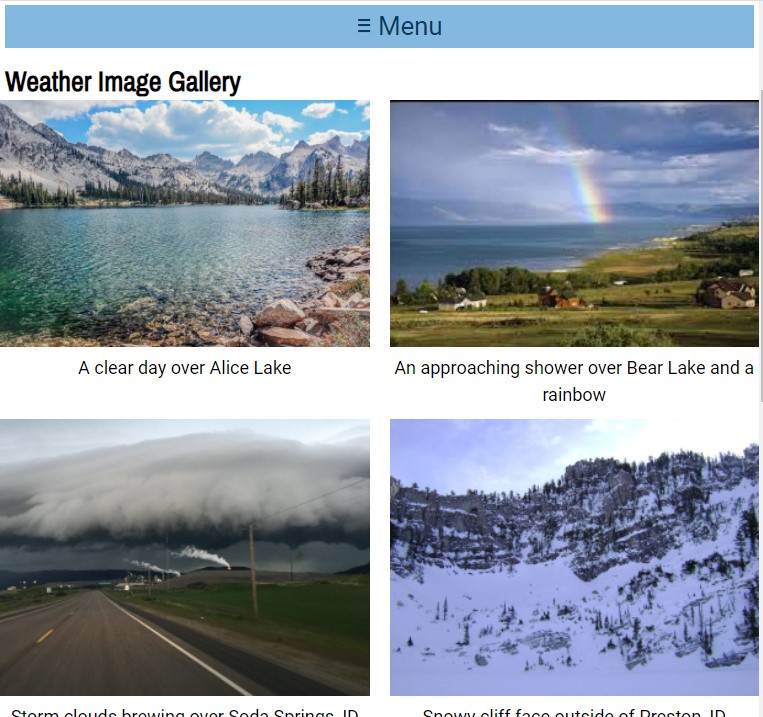 ☰ Menu
Weather Image Gallery
A clear day over Alice Lake
An approaching shower over Bear Lake and a
rainbow
Storm clouds brewing over Soda Springs, ID
Snowy cliff face outside of Preston, ID